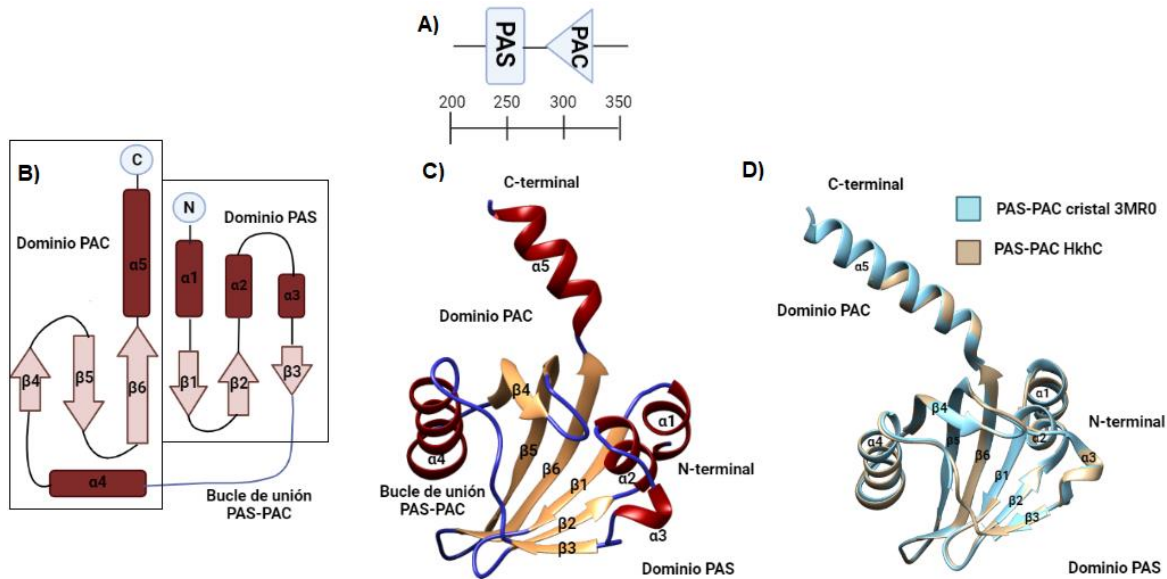 A)
PAS
PAC
200 250 300 350
B)
C
N
Dominio PAC
Dominio PAS
α5
α1
α2
α3
β4
β5
β6
β1
β2
β3
α4
Bucle de unión
PAS-PAC
C)
C-terminal
α5
Dominio PAC
β4
α1
α4
α2
β5
β6
N-terminal
Bucle de unión
PAS-PAC
β1
β2
α3
β3
Dominio PAS
D)
C-terminal
PAS-PAC cristal 3MR0
PAS-PAC HkhC
α5
Dominio PAC
α1
β4
N-terminal
α4
α2
β5
β6
α3
β1
β2
β3
Dominio PAS